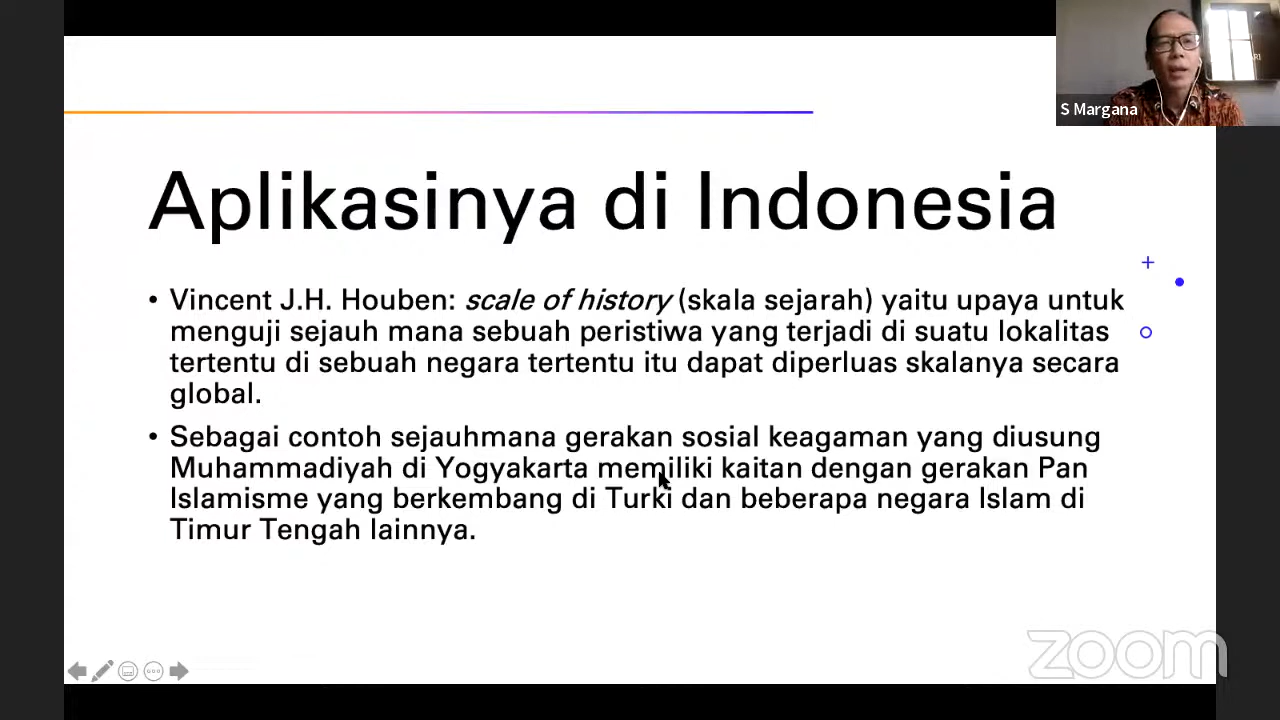 S Margana
Aplikasinya di Indonesia
• Vincent J.H. Houben: scale of history (skala sejarah) yaitu upaya untuk
menguji sejauh mana sebuah peristiwa yang terjadi di suatu lokalitas
tertentu di sebuah negara tertentu itu dapat diperluas skalanya secara
global.
• Sebagai contoh sejauhmana gerakan sosial keagaman yang diusung
Muhammadiyah di Yogyakarta memiliki kaitan dengan gerakan Pan
Islamisme yang berkembang di Turki dan beberapa negara Islam di
Timur Tengah lainnya.
zoom